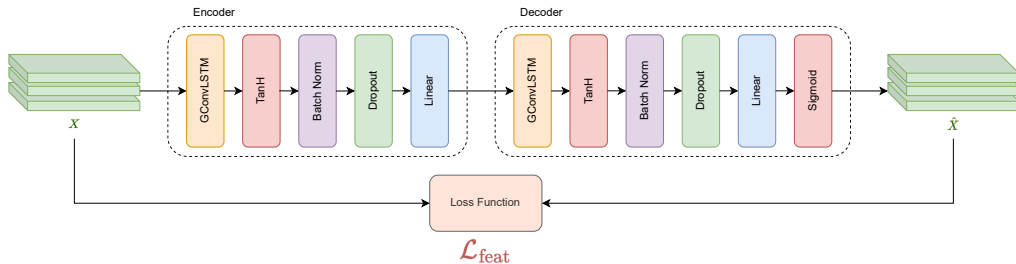 Encoder
Decoder
GConvLSTM
TanH
Batch Norm
Dropout
Linear
GConvLSTM
TanH
Batch Norm
Dropout
Linear
Sigmoid
X
X̂
Loss Function
ℒfeat